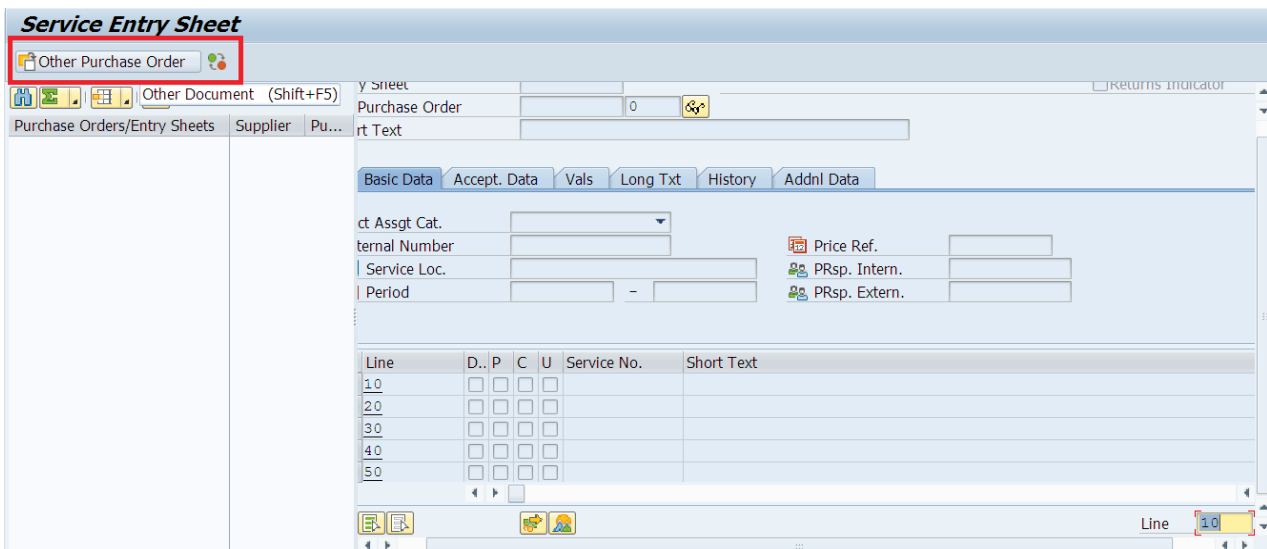 Service Entry Sheet
Other Purchase Order
Other Document (Shift+F5)
y Sheet
Returns Indicator
Purchase Order 0
Purchase Orders/Entry Sheets Supplier Pu...
rt Text
Basic Data Accept. Data Vals Long Txt History Addnl Data
ct Assgt Cat.
ternal Number Price Ref.
Service Loc. PRsp. Intern.
Period – PRsp. Extern.
Line D.. P C U Service No. Short Text
10
20
30
40
50
Line 10